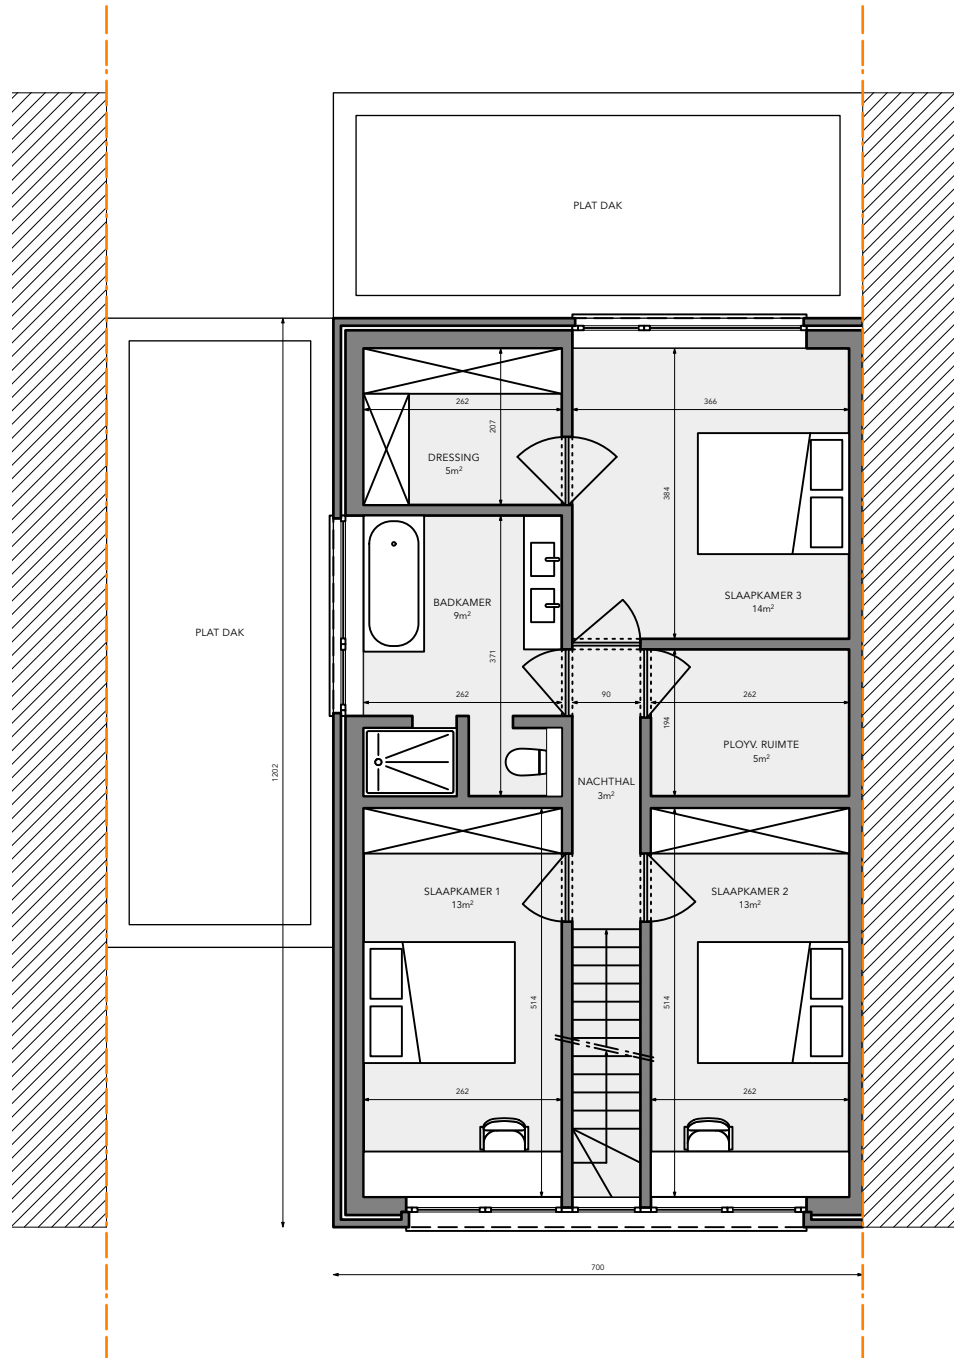 PLAT DAK
262
366
207
DRESSING
5m²
384
SLAAPKAMER 3
14m²
BADKAMER
9m²
PLAT DAK
371
262
90
262
194
PLOYV. RUIMTE
5m²
1202
NACHTHAL
3m²
SLAAPKAMER 1
13m²
SLAAPKAMER 2
13m²
514
514
262
262
700